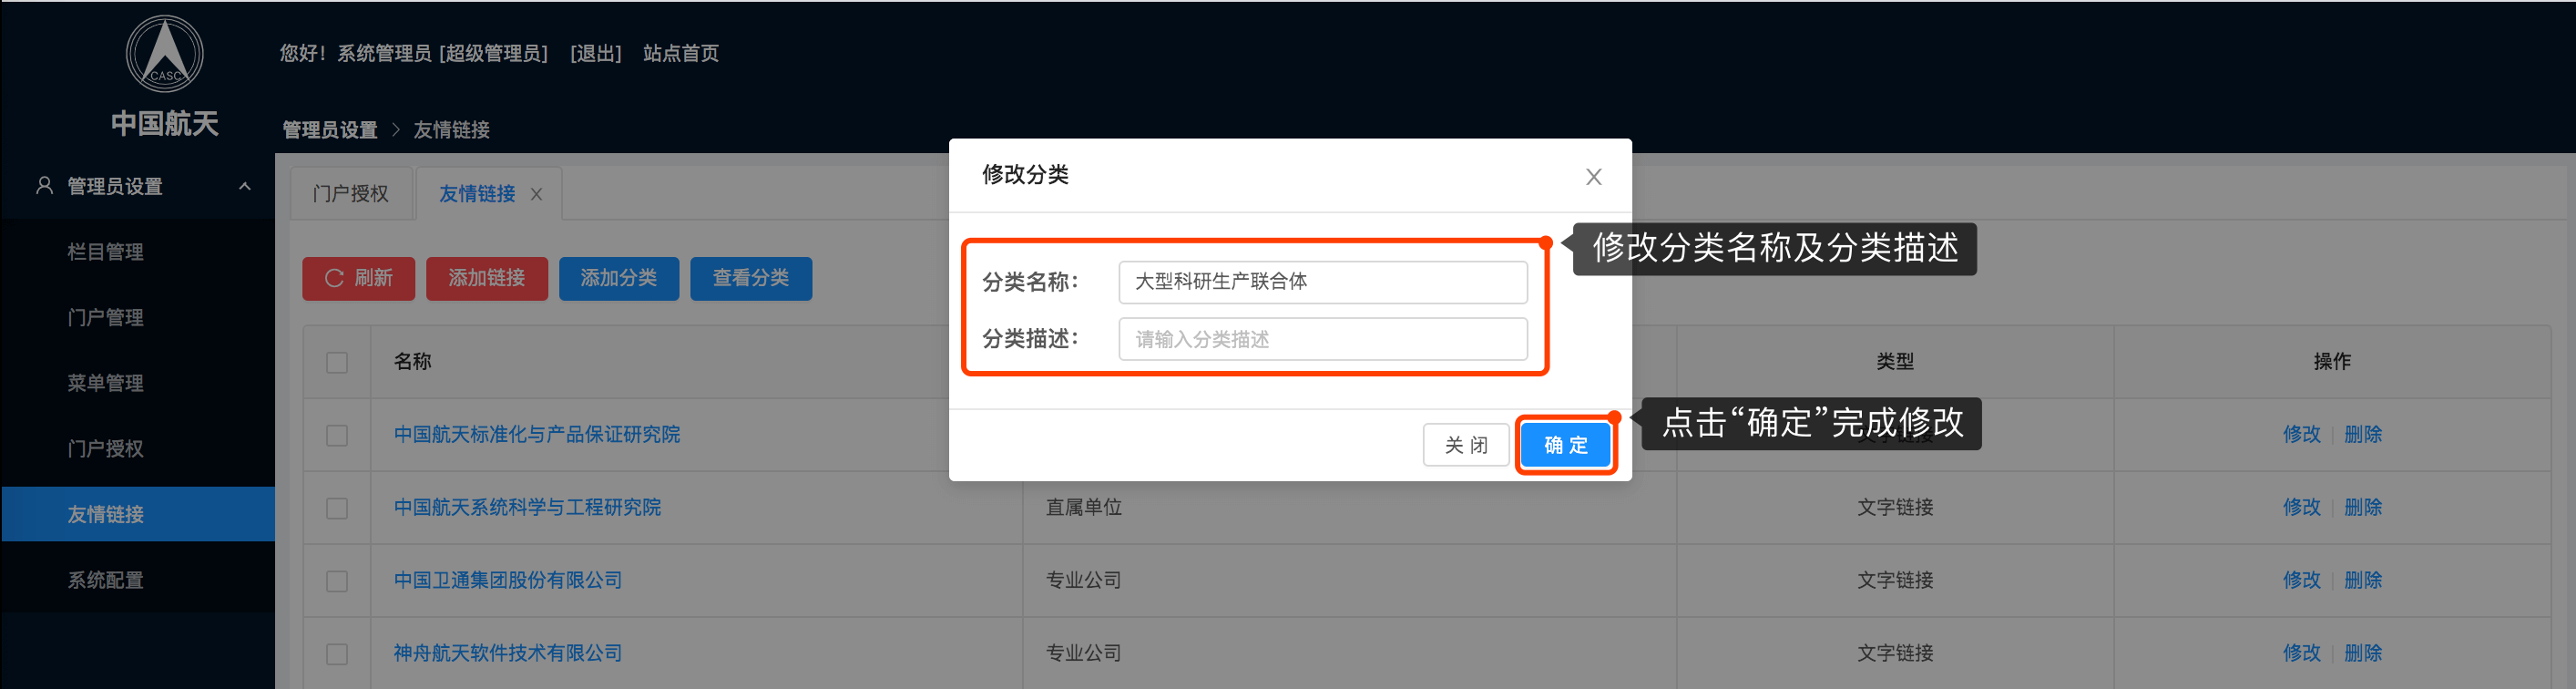 CASC
中国航天
您好！系统管理员 [超级管理员] [退出] 站点首页
管理员设置 > 友情链接
管理员设置
栏目管理
门户管理
菜单管理
门户授权
友情链接
系统配置
门户授权 友情链接
刷新 添加链接 添加分类 查看分类
修改分类
分类名称： 大型科研生产联合体
分类描述： 请输入分类描述
关 闭 确 定
修改分类名称及分类描述
点击“确定”完成修改
名称 类型 操作
中国航天标准化与产品保证研究院 修改 删除
中国航天系统科学与工程研究院 直属单位 文字链接 修改 删除
中国卫通集团股份有限公司 专业公司 文字链接 修改 删除
神舟航天软件技术有限公司 专业公司 文字链接 修改 删除